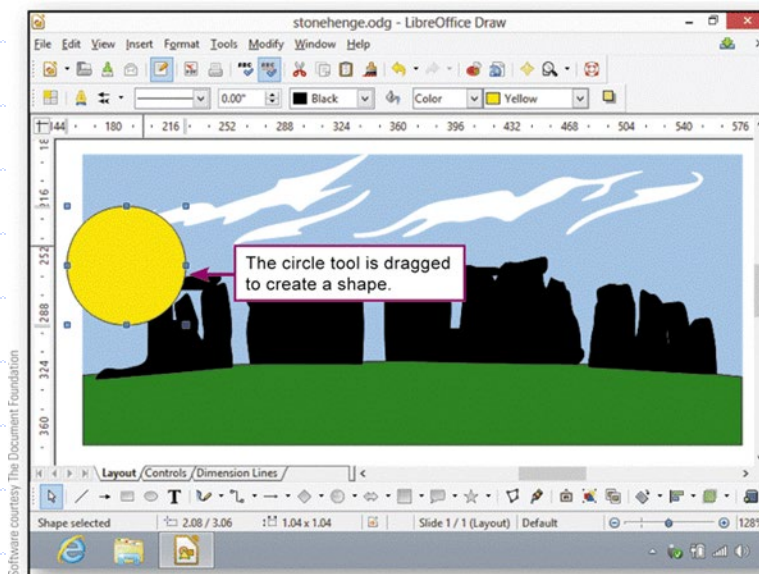 stonehenge.odg - LibreOffice Draw
File Edit View Insert Format Tools Modify Window Help
0.00" Black Color Yellow
144 180 216 252 288 324 360 396 432 468 504 540 576
216
252
288
324
360
The circle tool is dragged
to create a shape.
Layout Controls Dimension Lines
Shape selected 2.08 / 3.06 1.04 x 1.04 Slide 1 / 1 (Layout) Default 128%
Software courtesy The Document Foundation